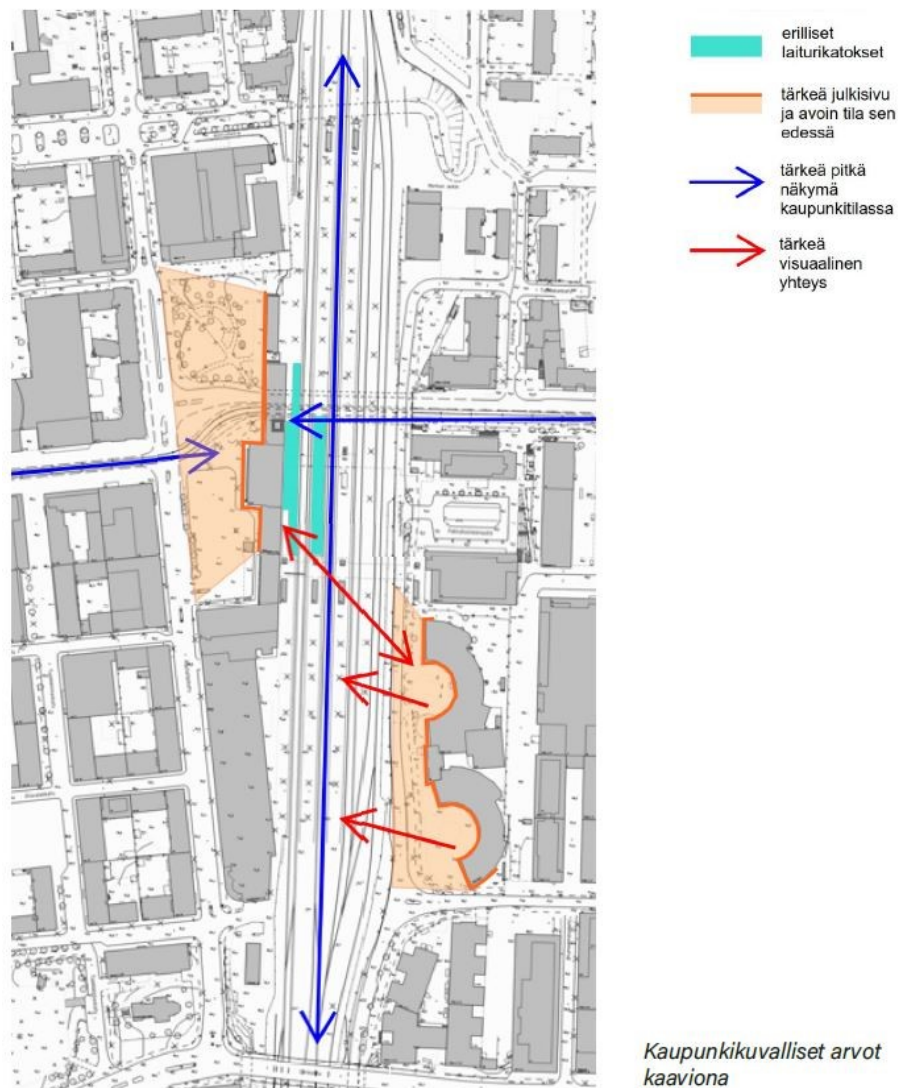 erilliset
laiturikatokset
tärkeä julkisivu
ja avoin tila sen
edessä
tärkeä pitkä
näkymä
kaupunkitilassa
tärkeä
visuaalinen
yhteys
Kaupunkikuvalliset arvot
kaaviona